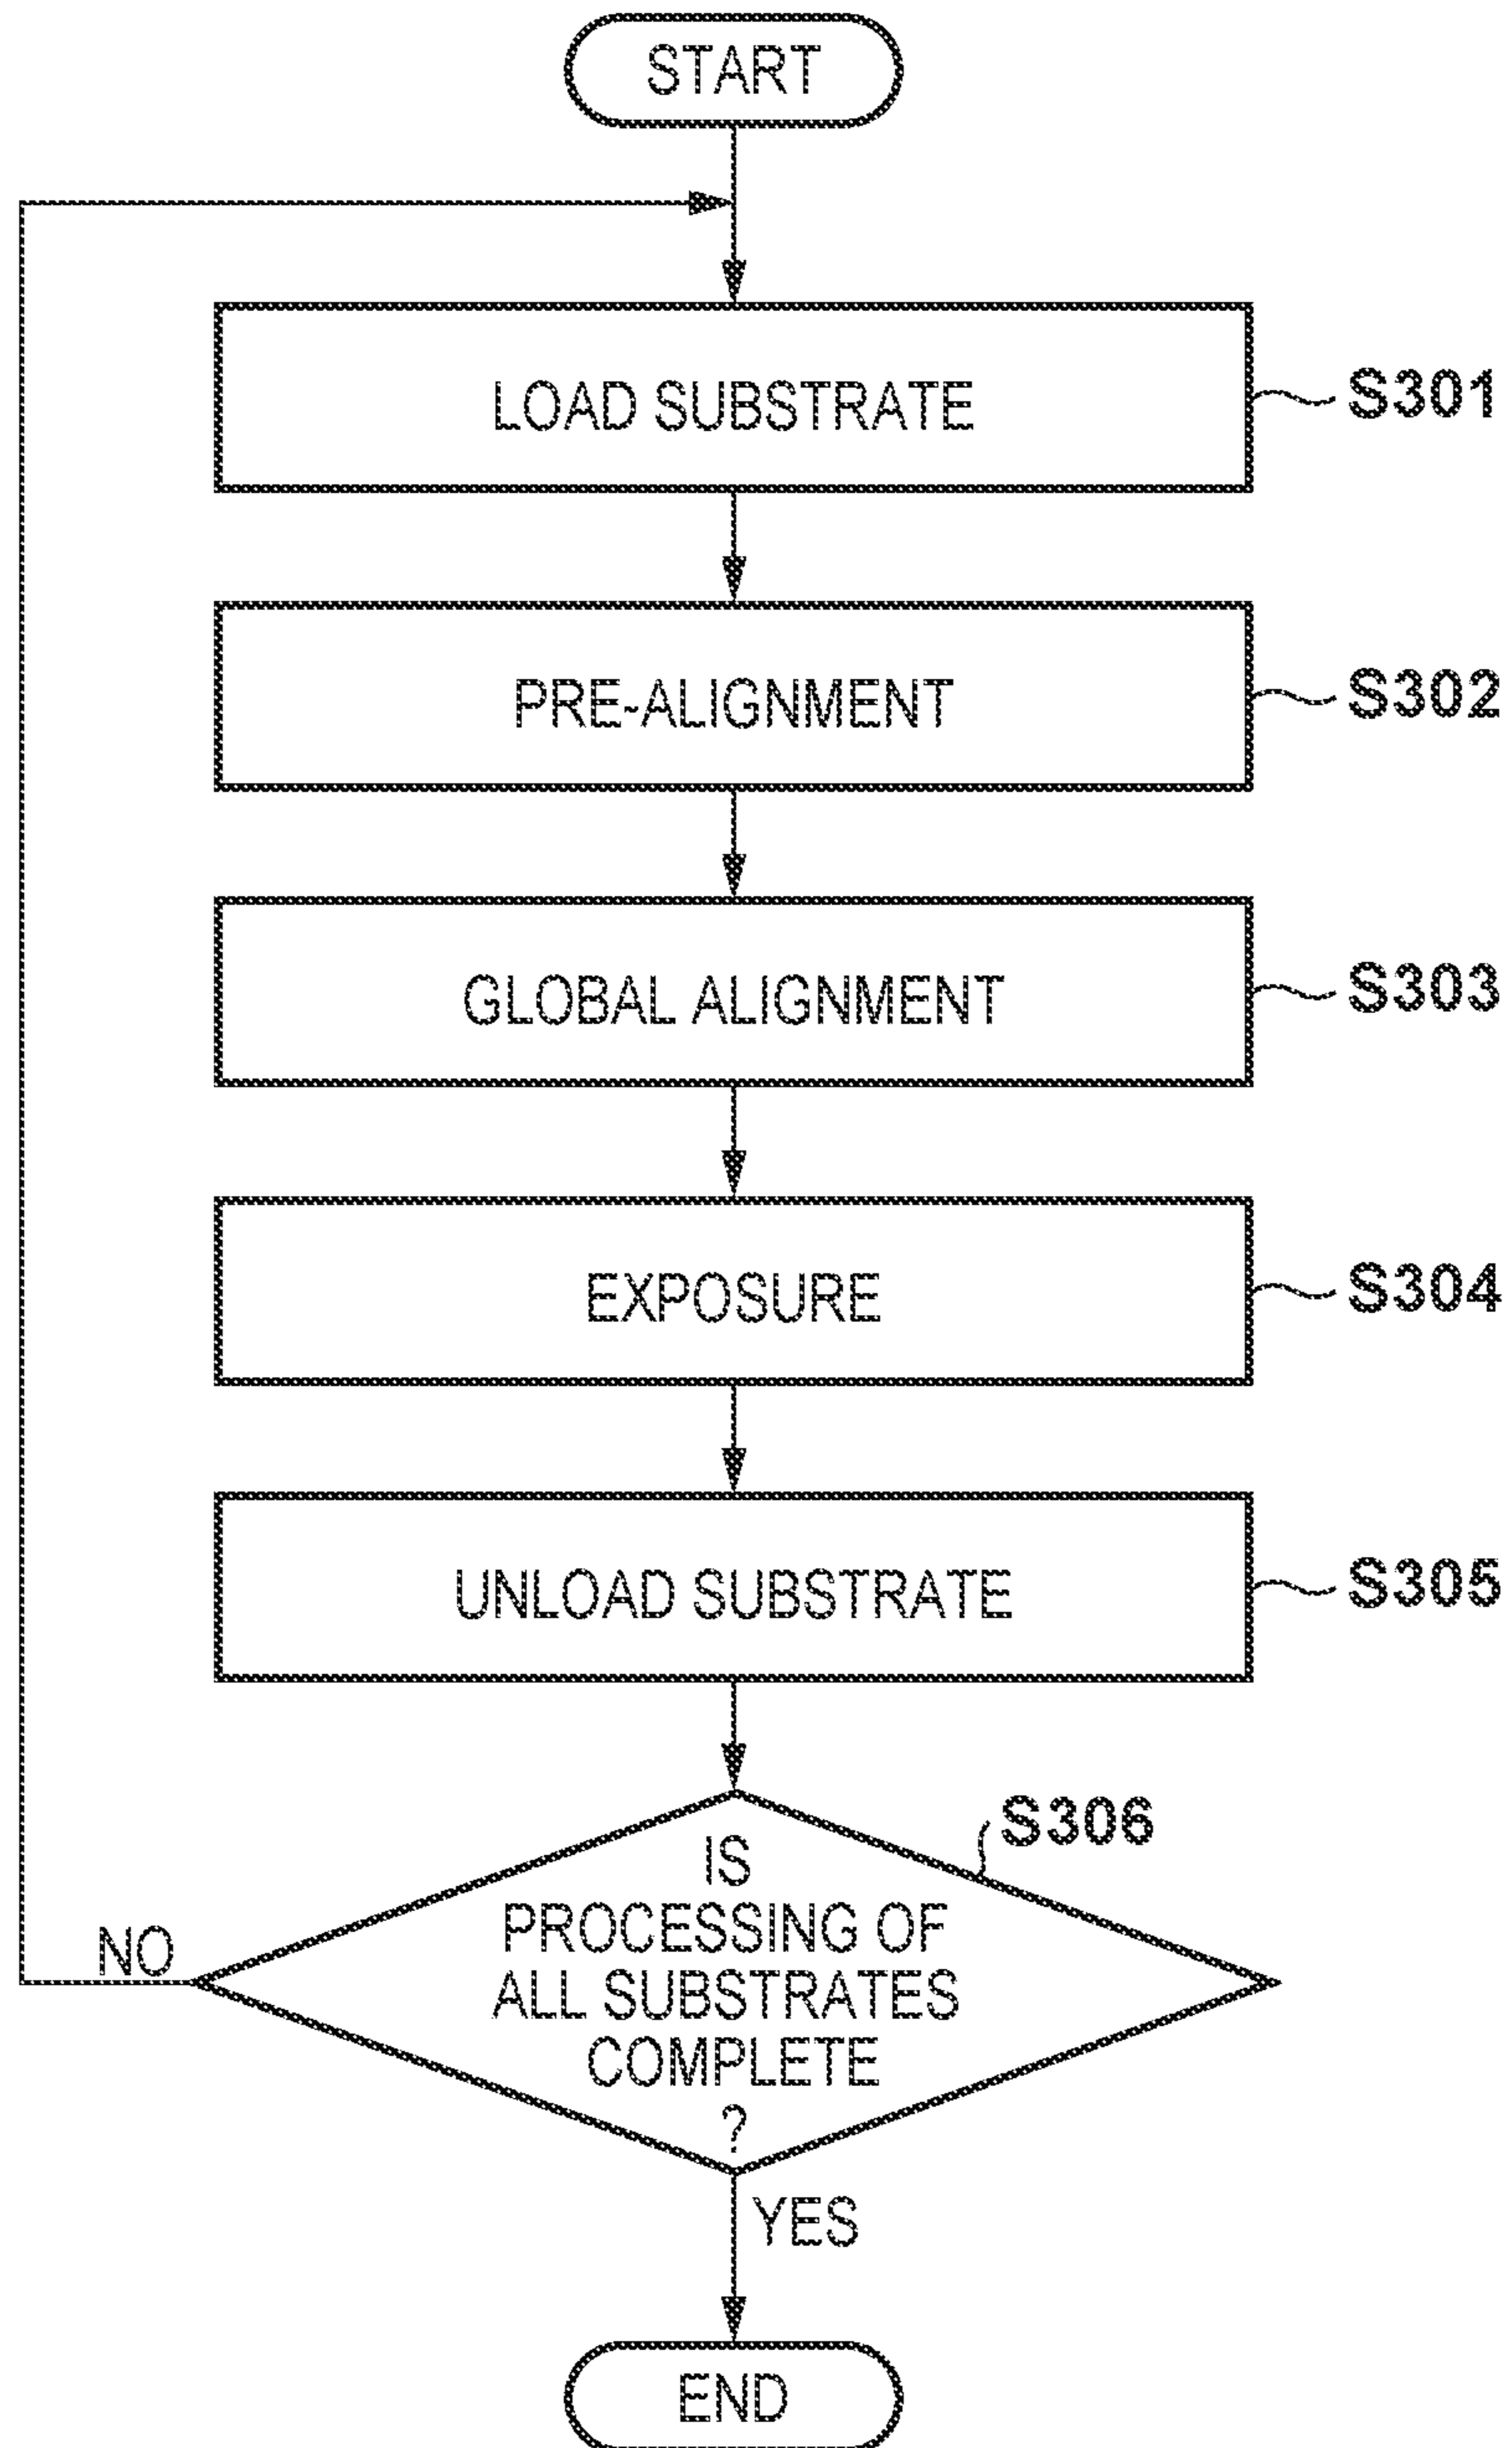 START
LOAD SUBSTRATE
S301
PRE-ALIGNMENT
S302
GLOBAL ALIGNMENT
S303
EXPOSURE
S304
UNLOAD SUBSTRATE
S305
S306
IS
PROCESSING OF
ALL SUBSTRATES
COMPLETE
?
NO
YES
END